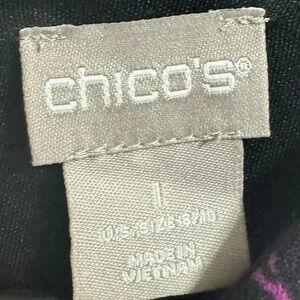 chico's®
1
U.S. SIZE 8/10
MADE IN
VIETNAM